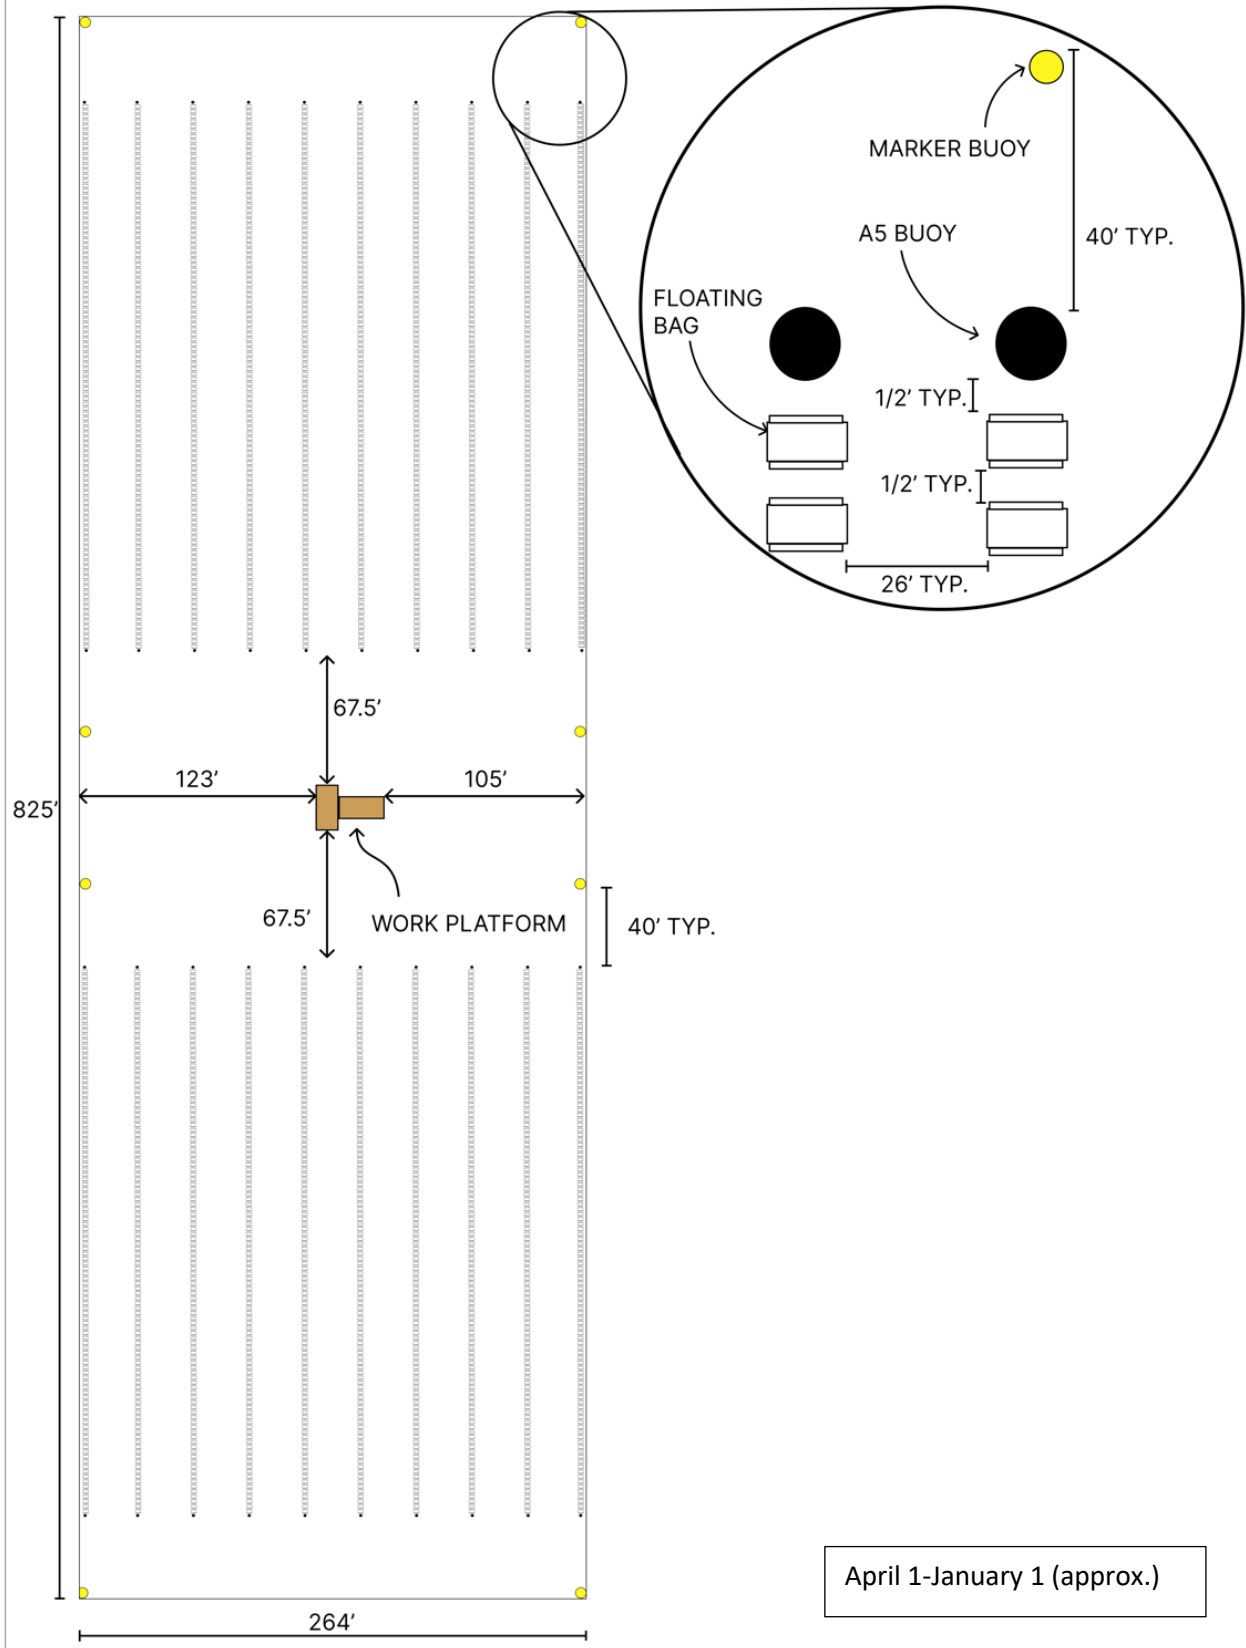 MARKER BUOY
A5 BUOY
40’ TYP.
FLOATING
BAG
1/2’ TYP.
1/2’ TYP.
26’ TYP.
67.5’
123’
105’
825’
67.5’
WORK PLATFORM
40’ TYP.
April 1-January 1 (approx.)
264’